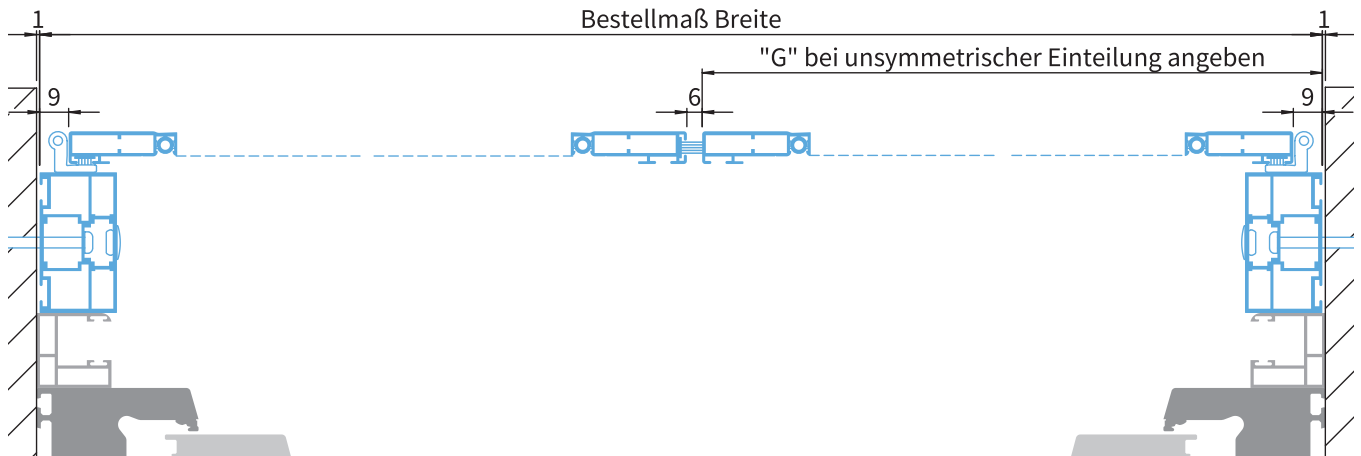 1 Bestellmaß Breite 1
"G" bei unsymmetrischer Einteilung angeben
9 6 9